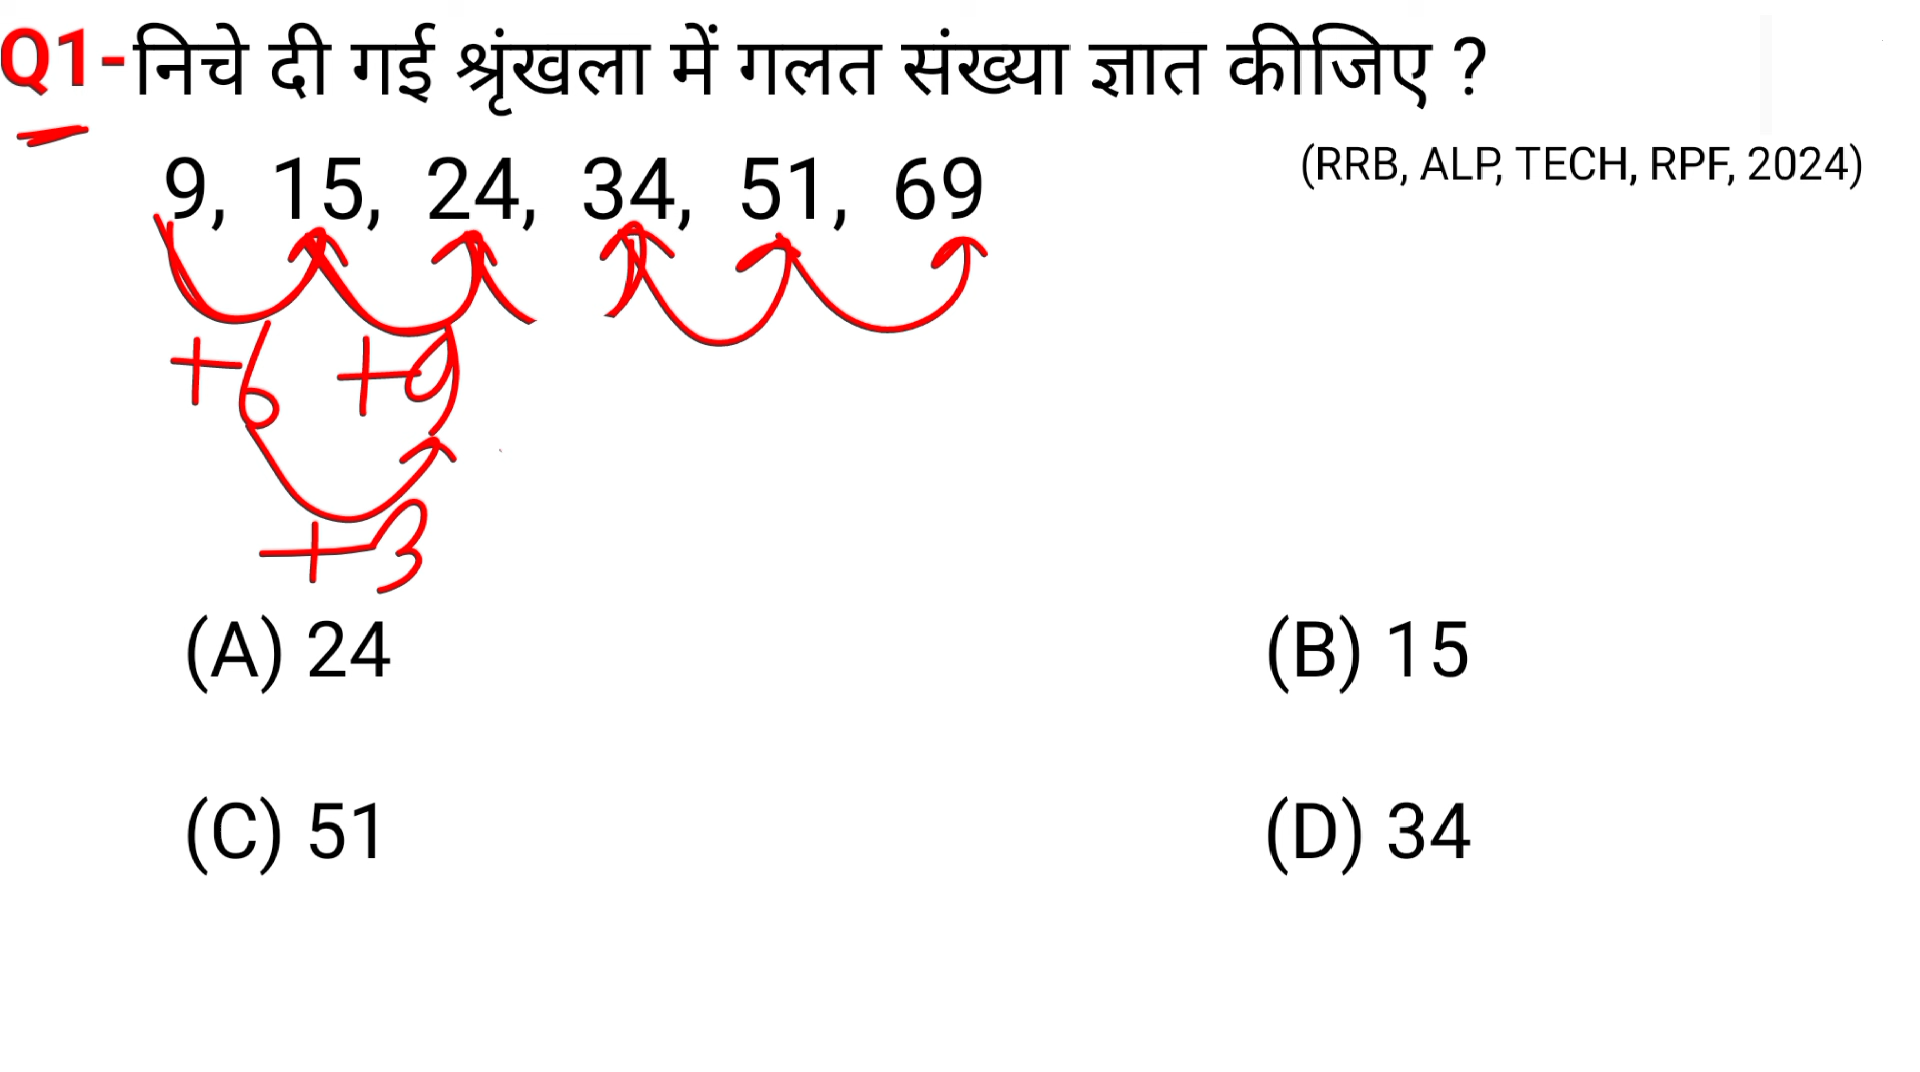 Q1-निचे दी गई श्रृंखला में गलत संख्या ज्ञात कीजिए ?
(RRB, ALP, TECH, RPF, 2024)
9, 15, 24, 34, 51, 69
+6 +9
+3
(A) 24 (B) 15
(C) 51 (D) 34